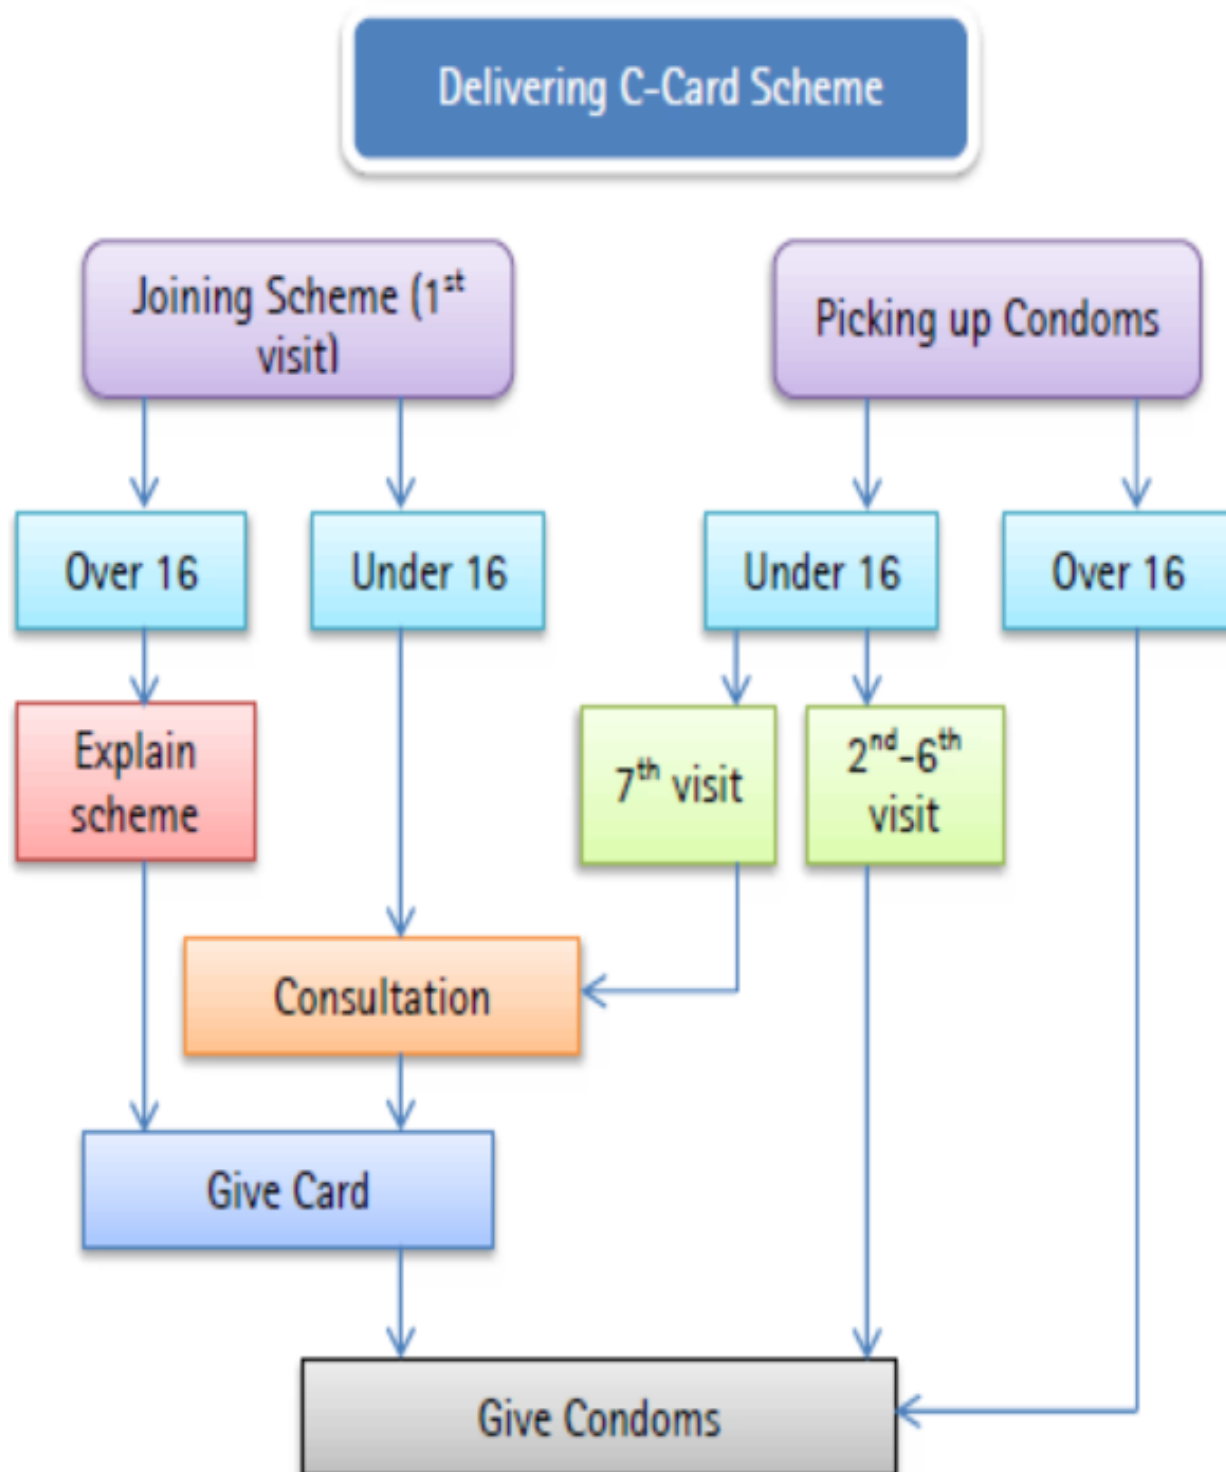 Delivering C-Card Scheme
Joining Scheme (1st
visit)
Picking up Condoms
Over 16
Under 16
Under 16
Over 16
Explain
scheme
7th visit
2nd-6th
visit
Consultation
Give Card
Give Condoms